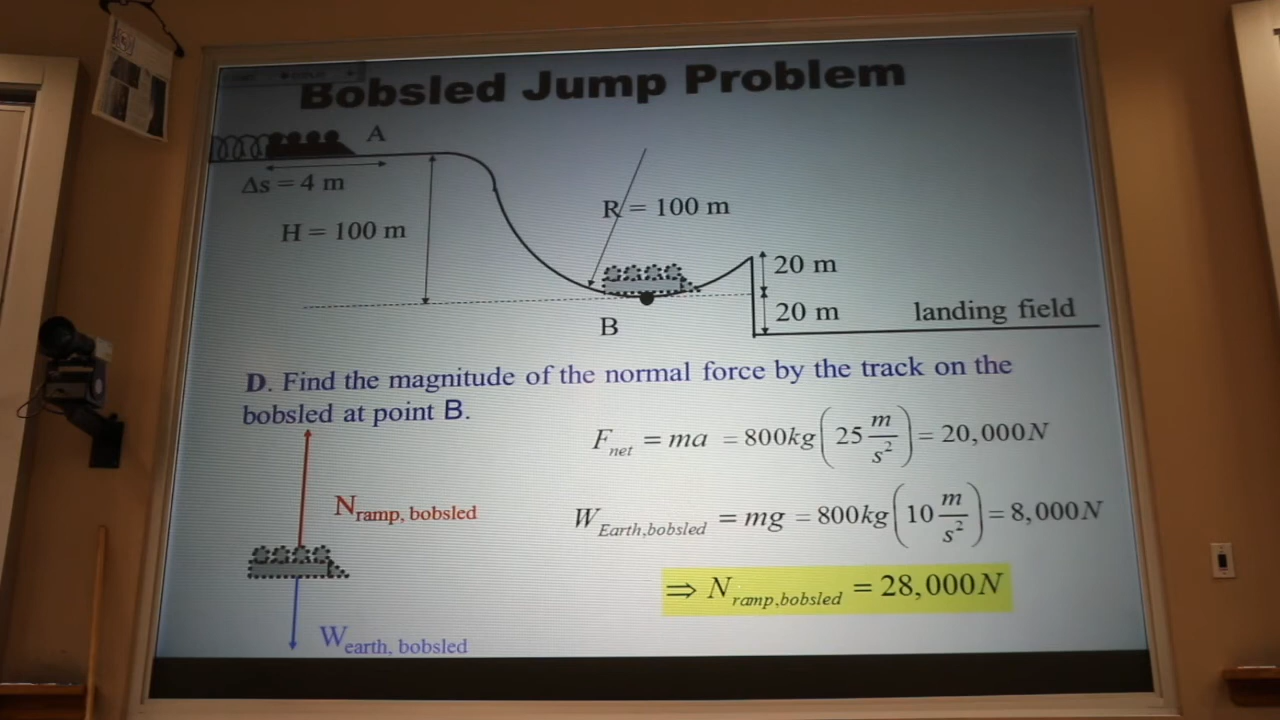 Bobsled Jump Problem
A
Δs = 4 m
H = 100 m
R = 100 m
20 m
20 m
landing field
B
D. Find the magnitude of the normal force by the track on the
bobsled at point B.
F_net = ma = 800kg(25 m/s²) = 20,000N
N_ramp, bobsled
W_Earth,bobsled = mg = 800kg(10 m/s²) = 8,000N
⇒ N_ramp,bobsled = 28,000N
W_earth, bobsled